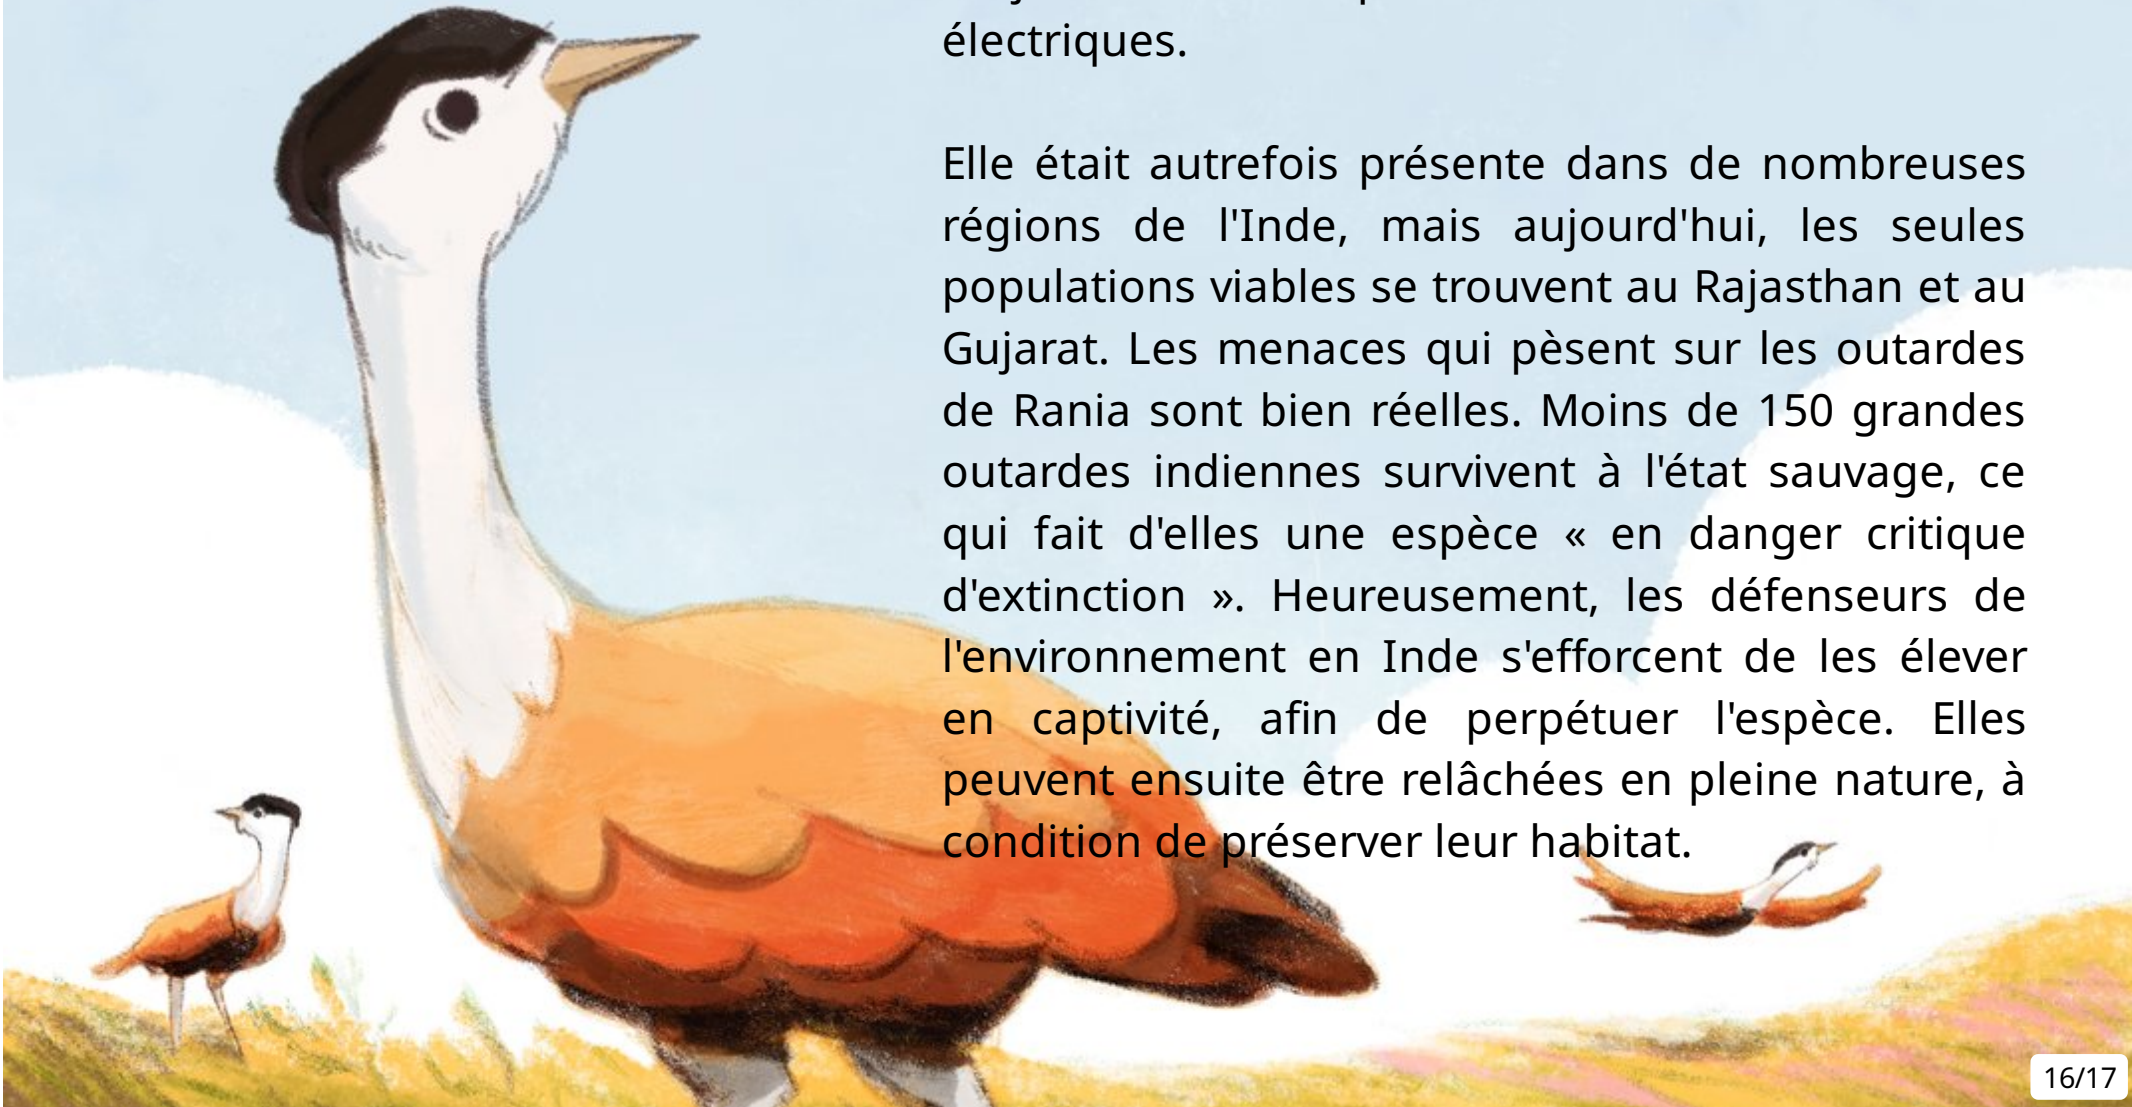 électriques.
Elle était autrefois présente dans de nombreuses
régions de l'Inde, mais aujourd'hui, les seules
populations viables se trouvent au Rajasthan et au
Gujarat. Les menaces qui pèsent sur les outardes
de Rania sont bien réelles. Moins de 150 grandes
outardes indiennes survivent à l'état sauvage, ce
qui fait d'elles une espèce « en danger critique
d'extinction ». Heureusement, les défenseurs de
l'environnement en Inde s'efforcent de les élever
en captivité, afin de perpétuer l'espèce. Elles
peuvent ensuite être relâchées en pleine nature, à
condition de préserver leur habitat.
16/17